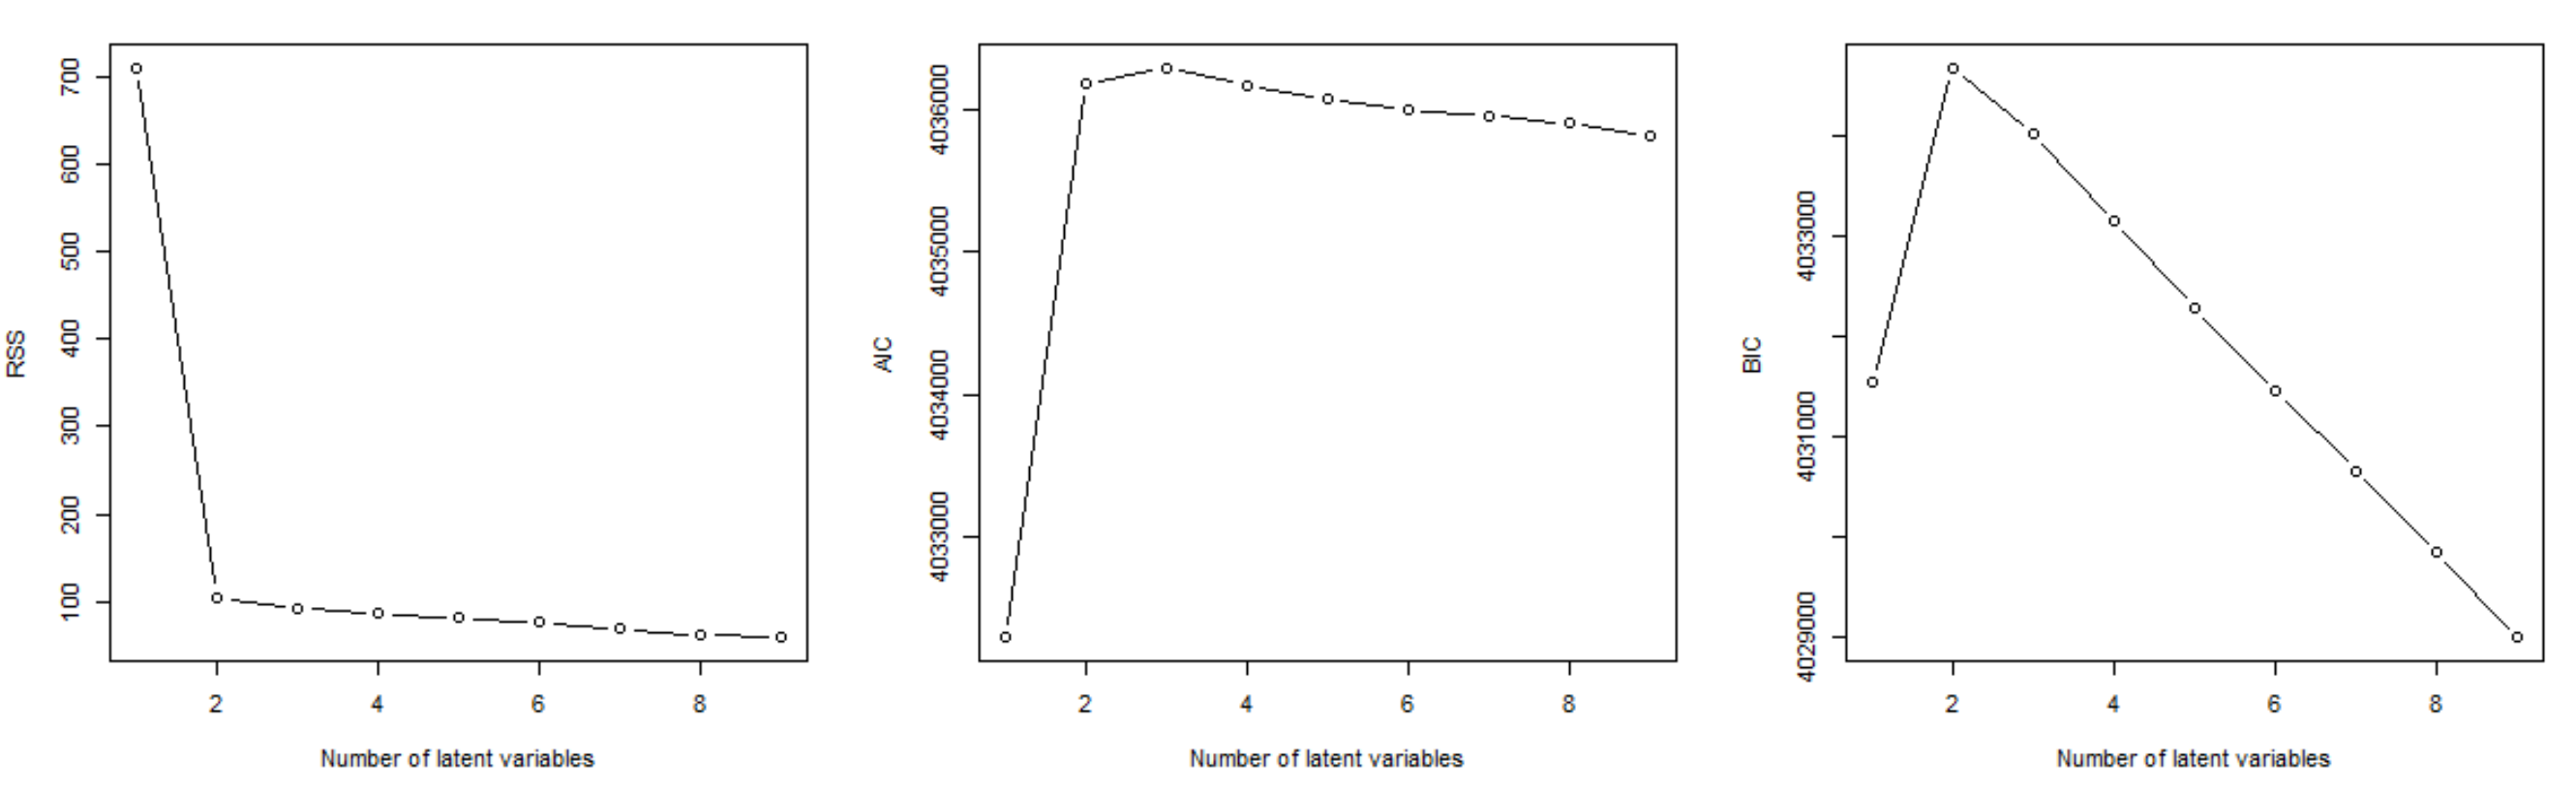 RSS
700
600
500
400
300
200
100
2 4 6 8
Number of latent variables
AIC
4036000
4035000
4034000
4033000
2 4 6 8
Number of latent variables
BIC
4033000
4031000
4029000
2 4 6 8
Number of latent variables